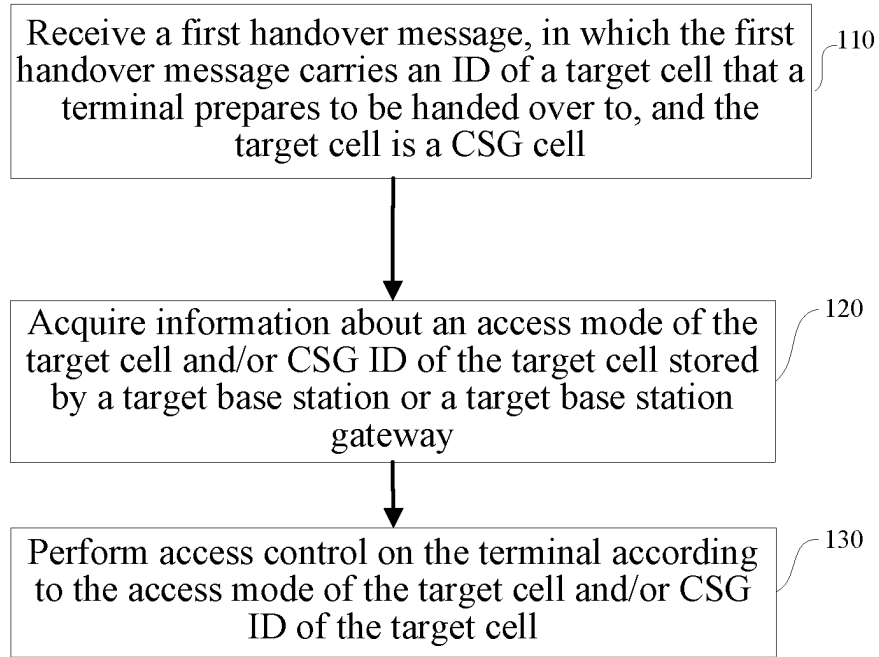 Receive a first handover message, in which the first
handover message carries an ID of a target cell that a
terminal prepares to be handed over to, and the
target cell is a CSG cell
110
Acquire information about an access mode of the
target cell and/or CSG ID of the target cell stored
by a target base station or a target base station
gateway
120
Perform access control on the terminal according
to the access mode of the target cell and/or CSG
ID of the target cell
130